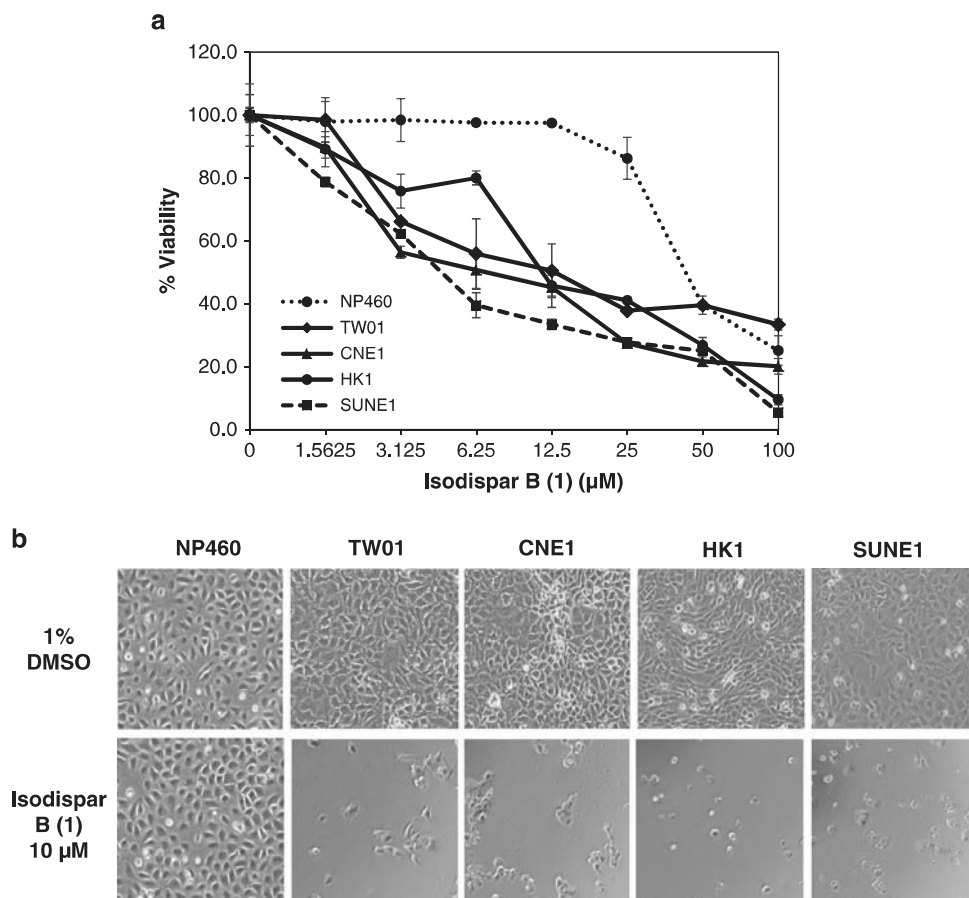 a
120.0
100.0
80.0
60.0
40.0
20.0
0.0
% Viability
NP460
TW01
CNE1
HK1
SUNE1
0 1.5625 3.125 6.25 12.5 25 50 100
Isodispar B (1) (µM)
b
NP460 TW01 CNE1 HK1 SUNE1
1%
DMSO
Isodispar
B (1)
10 µM